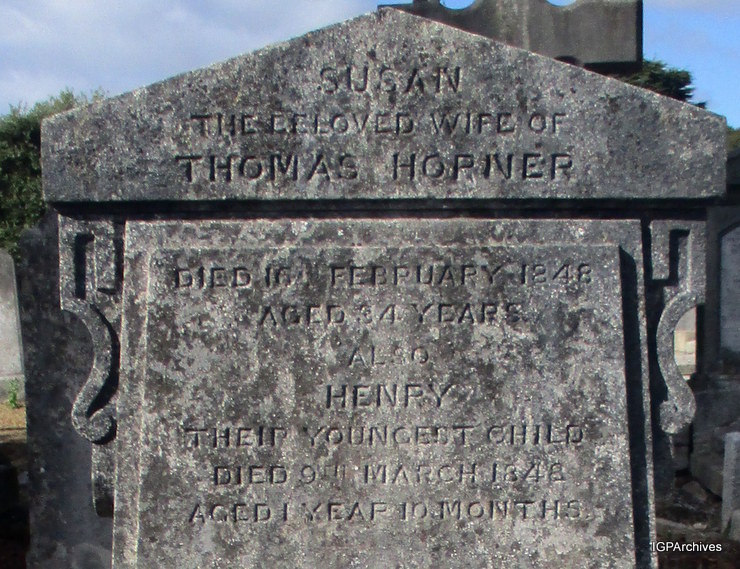 SUSAN
THE BELOVED WIFE OF
THOMAS HORNER
DIED 16TH FEBRUARY 1848
AGED 34 YEARS
ALSO
HENRY
THEIR YOUNGEST CHILD
DIED 9TH MARCH 1848
AGED 1 YEAR 10 MONTHS.
IGPArchives